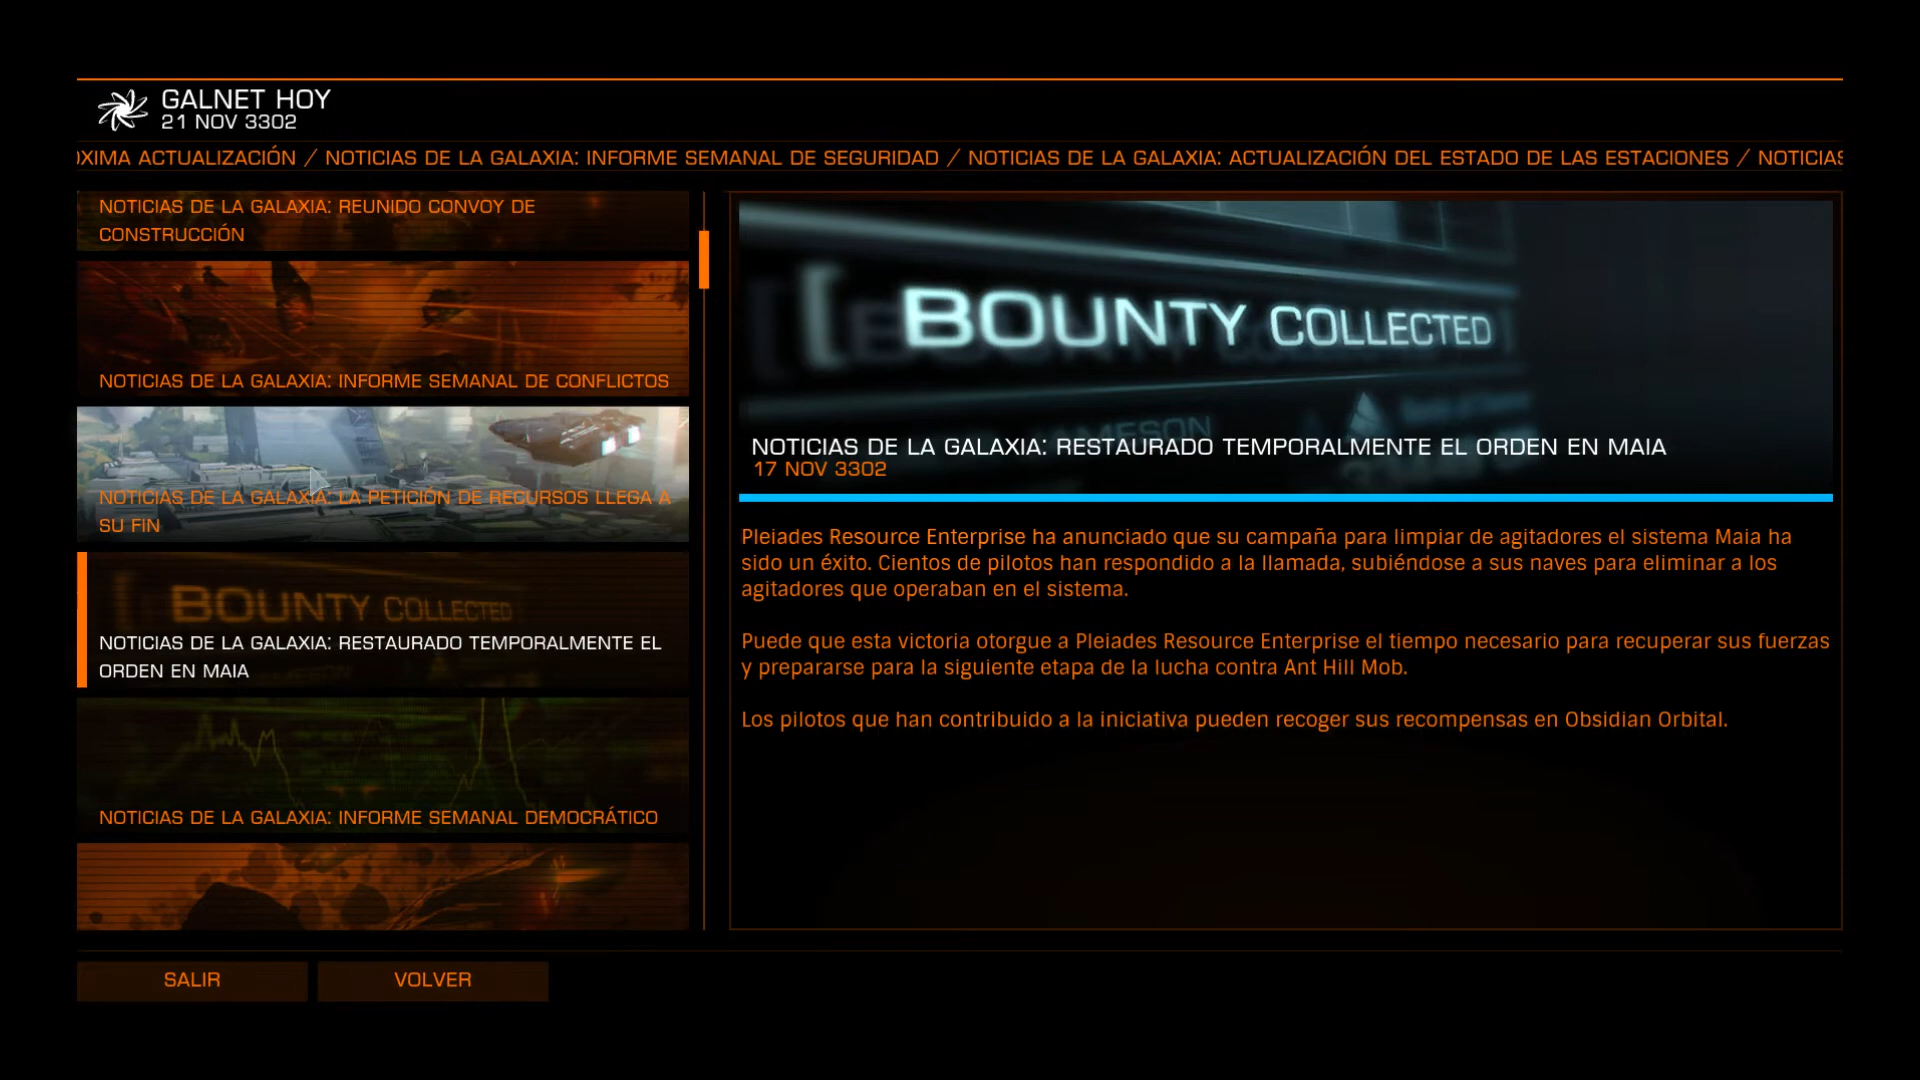 GALNET HOY
21 NOV 3302
XIMA ACTUALIZACIÓN / NOTICIAS DE LA GALAXIA: INFORME SEMANAL DE SEGURIDAD / NOTICIAS DE LA GALAXIA: ACTUALIZACIÓN DEL ESTADO DE LAS ESTACIONES / NOTICIAS
NOTICIAS DE LA GALAXIA: REUNIDO CONVOY DE
CONSTRUCCIÓN
NOTICIAS DE LA GALAXIA: INFORME SEMANAL DE CONFLICTOS
NOTICIAS DE LA GALAXIA: LA PETICIÓN DE RECURSOS LLEGA A
SU FIN
BOUNTY COLLECTED
NOTICIAS DE LA GALAXIA: RESTAURADO TEMPORALMENTE EL
ORDEN EN MAIA
NOTICIAS DE LA GALAXIA: INFORME SEMANAL DEMOCRÁTICO
BOUNTY COLLECTED
JAMESON
NOTICIAS DE LA GALAXIA: RESTAURADO TEMPORALMENTE EL ORDEN EN MAIA
17 NOV 3302
Pleiades Resource Enterprise ha anunciado que su campaña para limpiar de agitadores el sistema Maia ha
sido un éxito. Cientos de pilotos han respondido a la llamada, subiéndose a sus naves para eliminar a los
agitadores que operaban en el sistema.
Puede que esta victoria otorgue a Pleiades Resource Enterprise el tiempo necesario para recuperar sus fuerzas
y prepararse para la siguiente etapa de la lucha contra Ant Hill Mob.
Los pilotos que han contribuido a la iniciativa pueden recoger sus recompensas en Obsidian Orbital.
SALIR
VOLVER